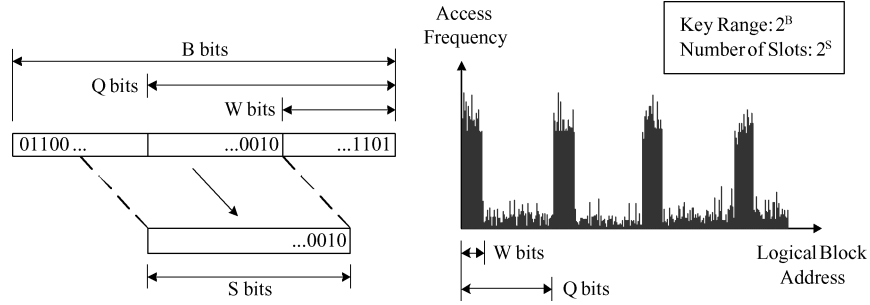 B bits
Q bits
W bits
01100 ...
...0010
...1101
...0010
S bits
Access
Frequency
Key Range: 2^B
Number of Slots: 2^S
W bits
Q bits
Logical Block
Address